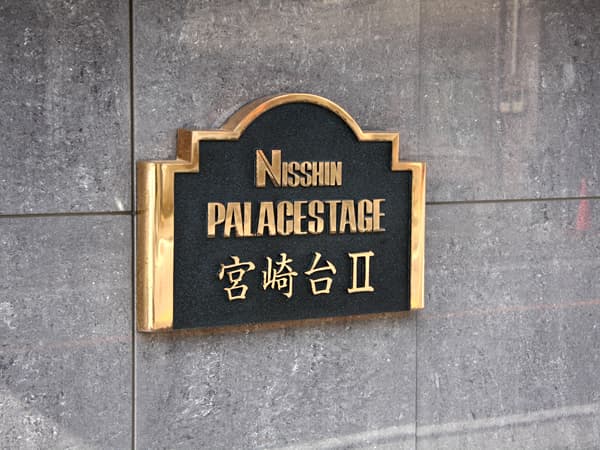 NISSHIN
PALACESTAGE
宮崎台Ⅱ